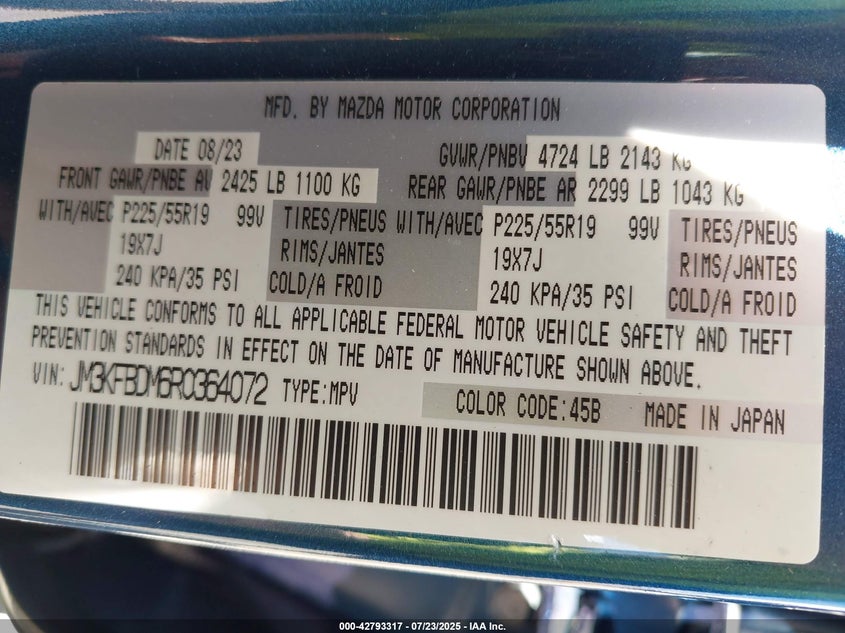 MFD. BY MAZDA MOTOR CORPORATION
DATE 08/23 GVWR/PNBV 4724 LB 2143 KG
FRONT GAWR/PNBE AV 2425 LB 1100 KG REAR GAWR/PNBE AR 2299 LB 1043 KG
WITH/AVEC P225/55R19 99V TIRES/PNEUS WITH/AVEC P225/55R19 99V TIRES/PNEUS
19X7J RIMS/JANTES 19X7J RIMS/JANTES
240 KPA/35 PSI COLD/A FROID 240 KPA/35 PSI COLD/A FROID
THIS VEHICLE CONFORMS TO ALL APPLICABLE FEDERAL MOTOR VEHICLE SAFETY AND THEFT
PREVENTION STANDARDS IN EFFECT ON THE DATE OF MANUFACTURE SHOWN ABOVE.
VIN: JM3KFBDM6R0364072 TYPE:MPV COLOR CODE:45B MADE IN JAPAN
000-42793317 - 07/23/2025 - IAA Inc.